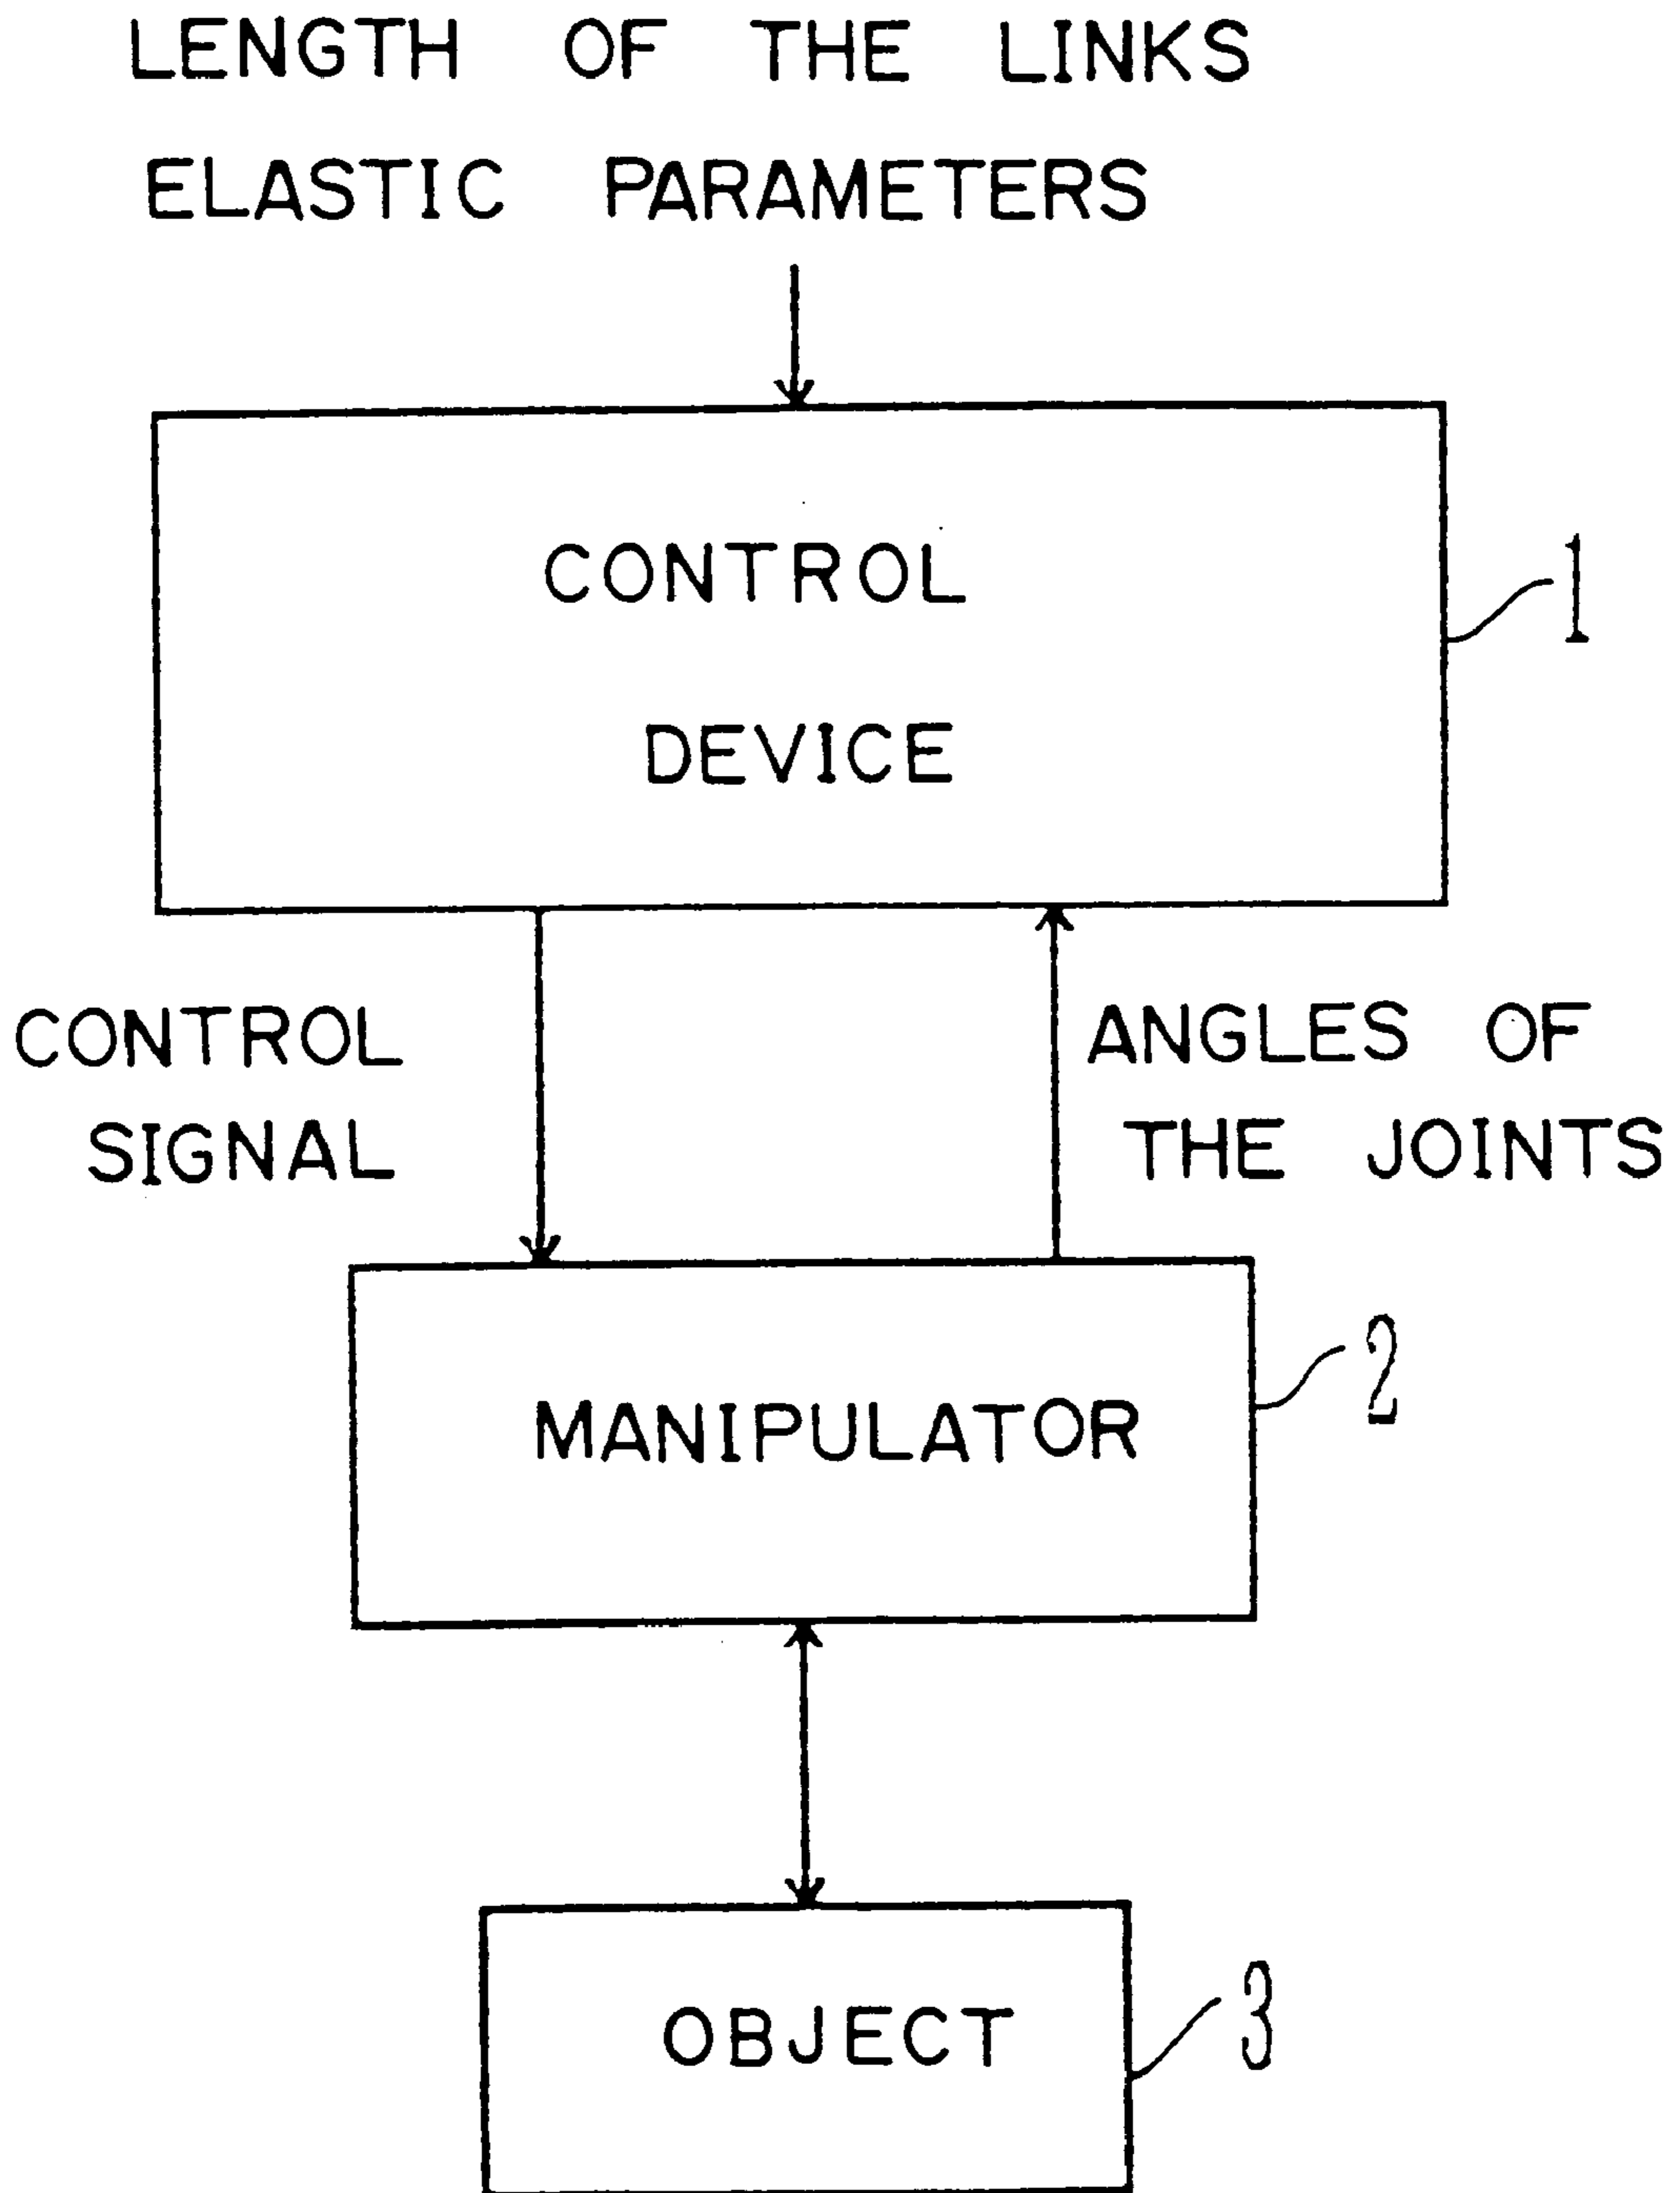 LENGTH OF THE LINKS
ELASTIC PARAMETERS
CONTROL
DEVICE
1
CONTROL
SIGNAL
ANGLES OF
THE JOINTS
MANIPULATOR
2
OBJECT
3